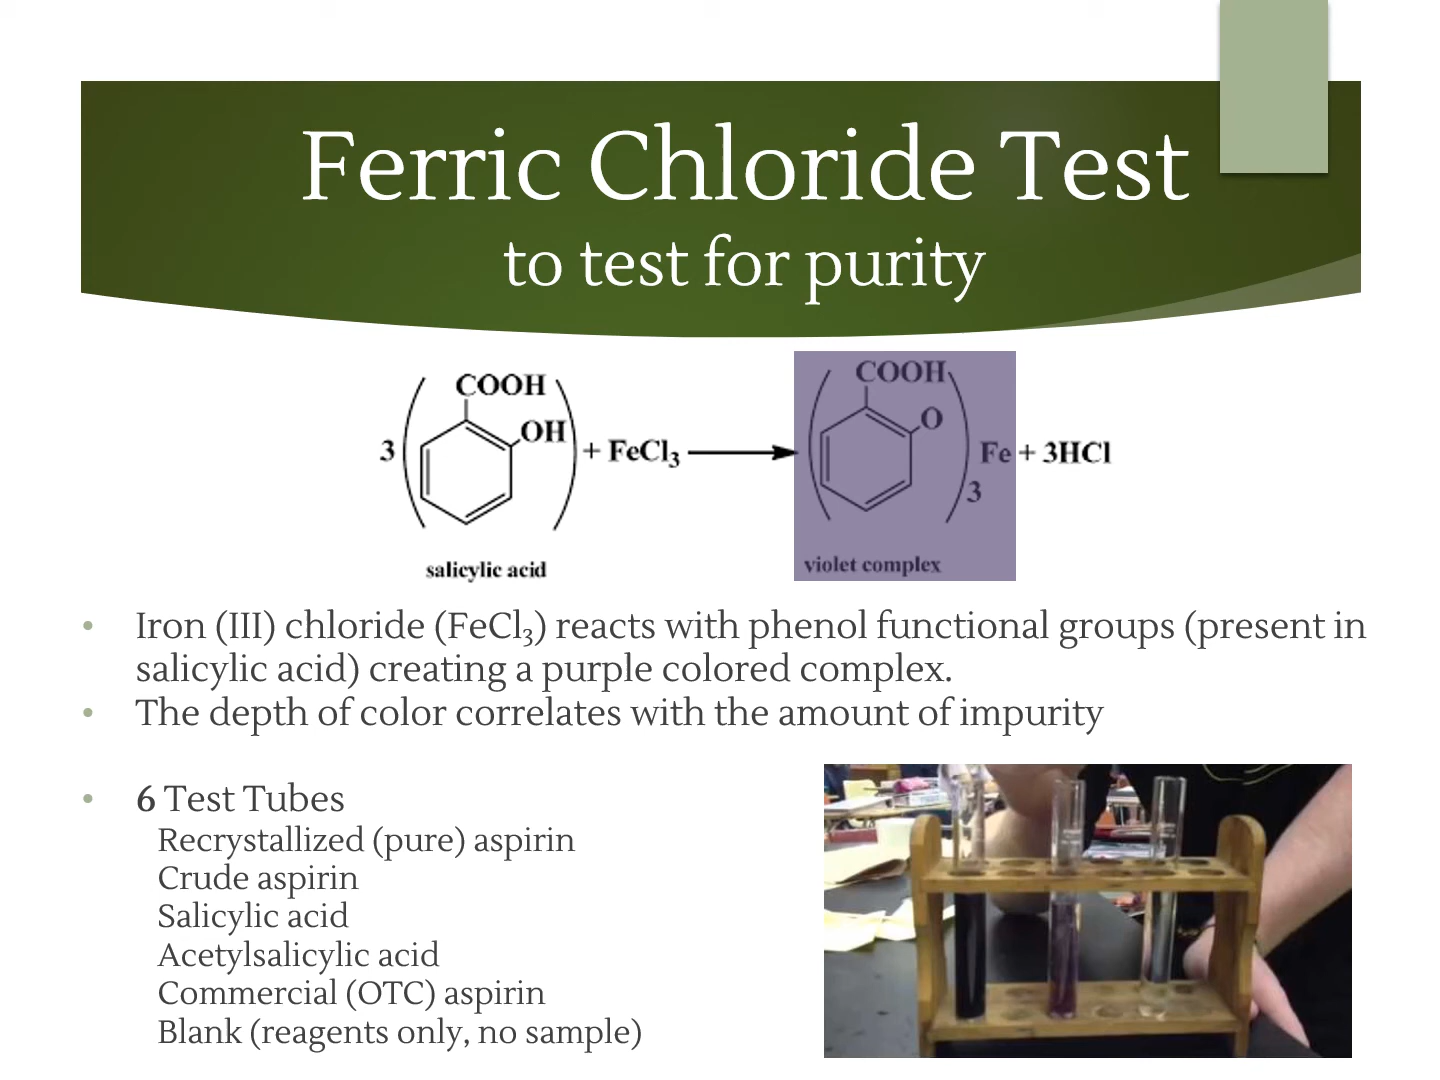 Ferric Chloride Test
to test for purity
3 ( COOH OH ) + FeCl₃ ⟶ ( COOH O )₃ Fe + 3HCl
salicylic acid
violet complex
• Iron (III) chloride (FeCl₃) reacts with phenol functional groups (present in
salicylic acid) creating a purple colored complex.
• The depth of color correlates with the amount of impurity
• 6 Test Tubes
Recrystallized (pure) aspirin
Crude aspirin
Salicylic acid
Acetylsalicylic acid
Commercial (OTC) aspirin
Blank (reagents only, no sample)